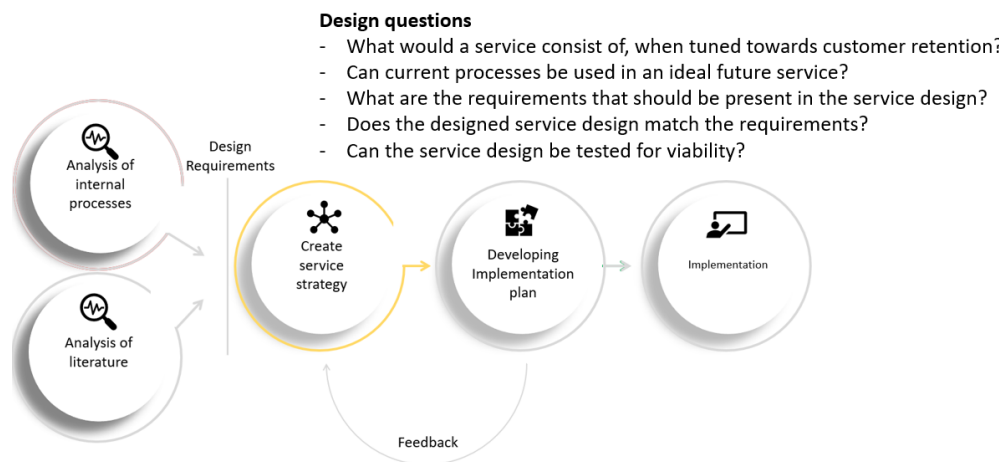 Design questions
- What would a service consist of, when tuned towards customer retention?
- Can current processes be used in an ideal future service?
- What are the requirements that should be present in the service design?
- Does the designed service design match the requirements?
- Can the service design be tested for viability?
Analysis of
internal
processes
Design
Requirements
Analysis of
literature
Create
service
strategy
Developing
Implementation
plan
Implementation
Feedback